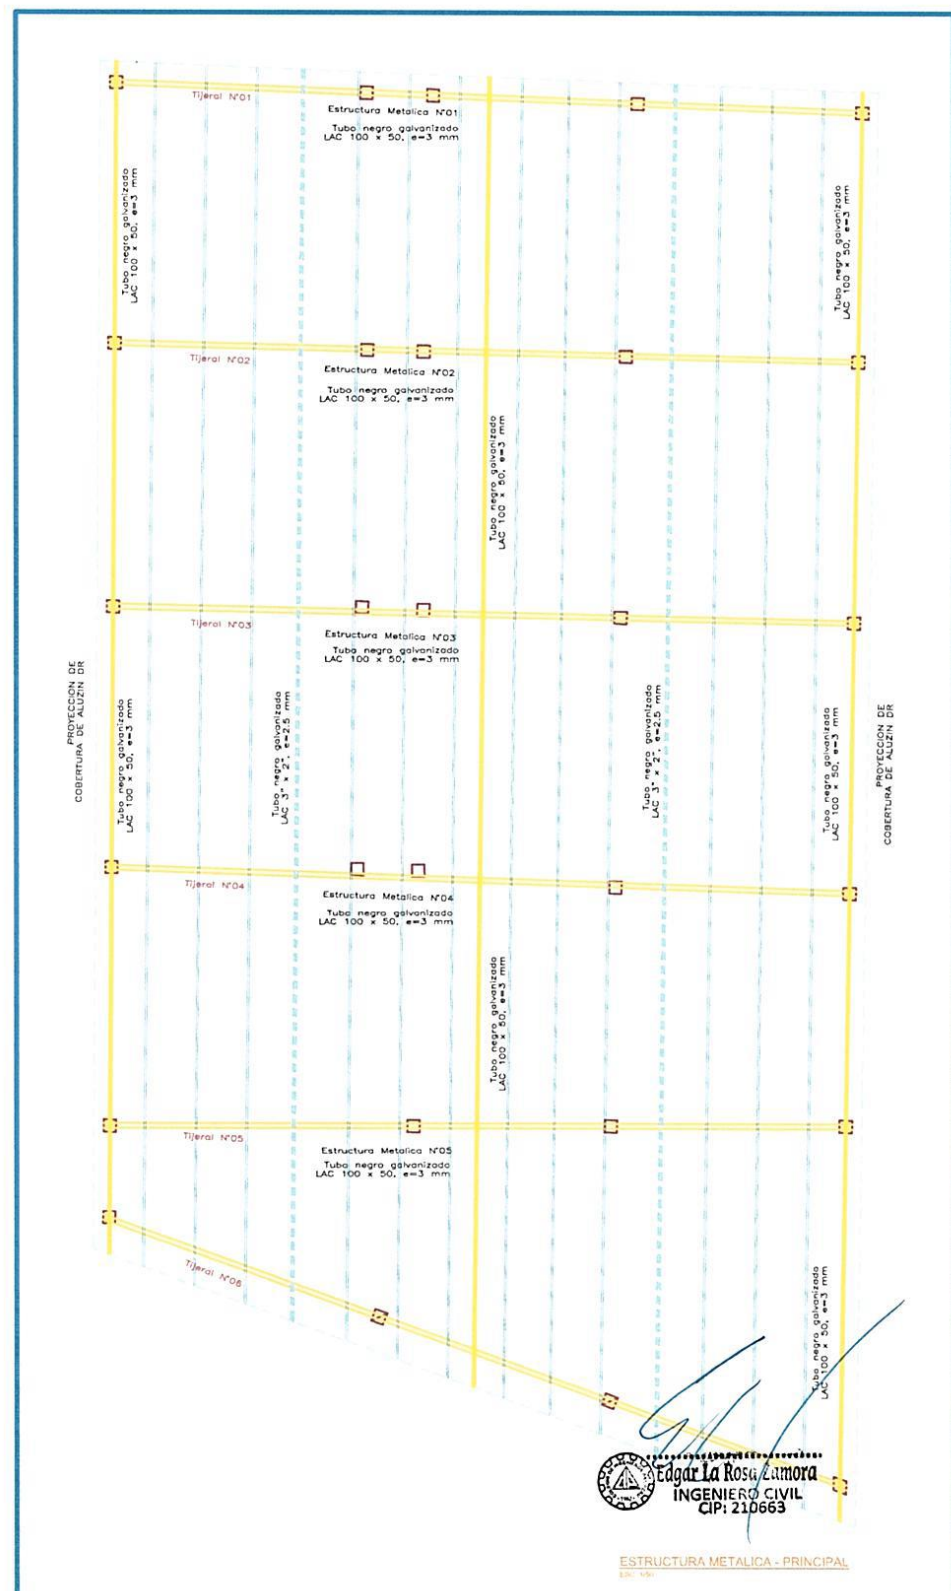 Tijeral N°01
Estructura Metalica N°01
Tubo negro galvanizado
LAC 100 x 50, e=3 mm
Tubo negro galvanizado
LAC 100 x 50, e=3 mm
Tubo negro galvanizado
LAC 100 x 50, e=3 mm
Tijeral N°02
Estructura Metalica N°02
Tubo negro galvanizado
LAC 100 x 50, e=3 mm
Tubo negro galvanizado
LAC 100 x 50, e=3 mm
Tijeral N°03
Estructura Metalica N°03
Tubo negro galvanizado
LAC 100 x 50, e=3 mm
PROYECCION DE
COBERTURA DE ALUZIN DR
Tubo negro galvanizado
LAC 100 x 50, e=3 mm
Tubo negro galvanizado
LAC 3" x 2", e=2.5 mm
Tubo negro galvanizado
LAC 3" x 2", e=2.5 mm
Tubo negro galvanizado
LAC 100 x 50, e=3 mm
PROYECCION DE
COBERTURA DE ALUZIN DR
Tijeral N°04
Estructura Metalica N°04
Tubo negro galvanizado
LAC 100 x 50, e=3 mm
Tubo negro galvanizado
LAC 100 x 50, e=3 mm
Tijeral N°05
Estructura Metalica N°05
Tubo negro galvanizado
LAC 100 x 50, e=3 mm
Tijeral N°06
Tubo negro galvanizado
LAC 100 x 50, e=3 mm
Edgar La Rosa Zamora
INGENIERO CIVIL
CIP: 210663
ESTRUCTURA METALICA - PRINCIPAL